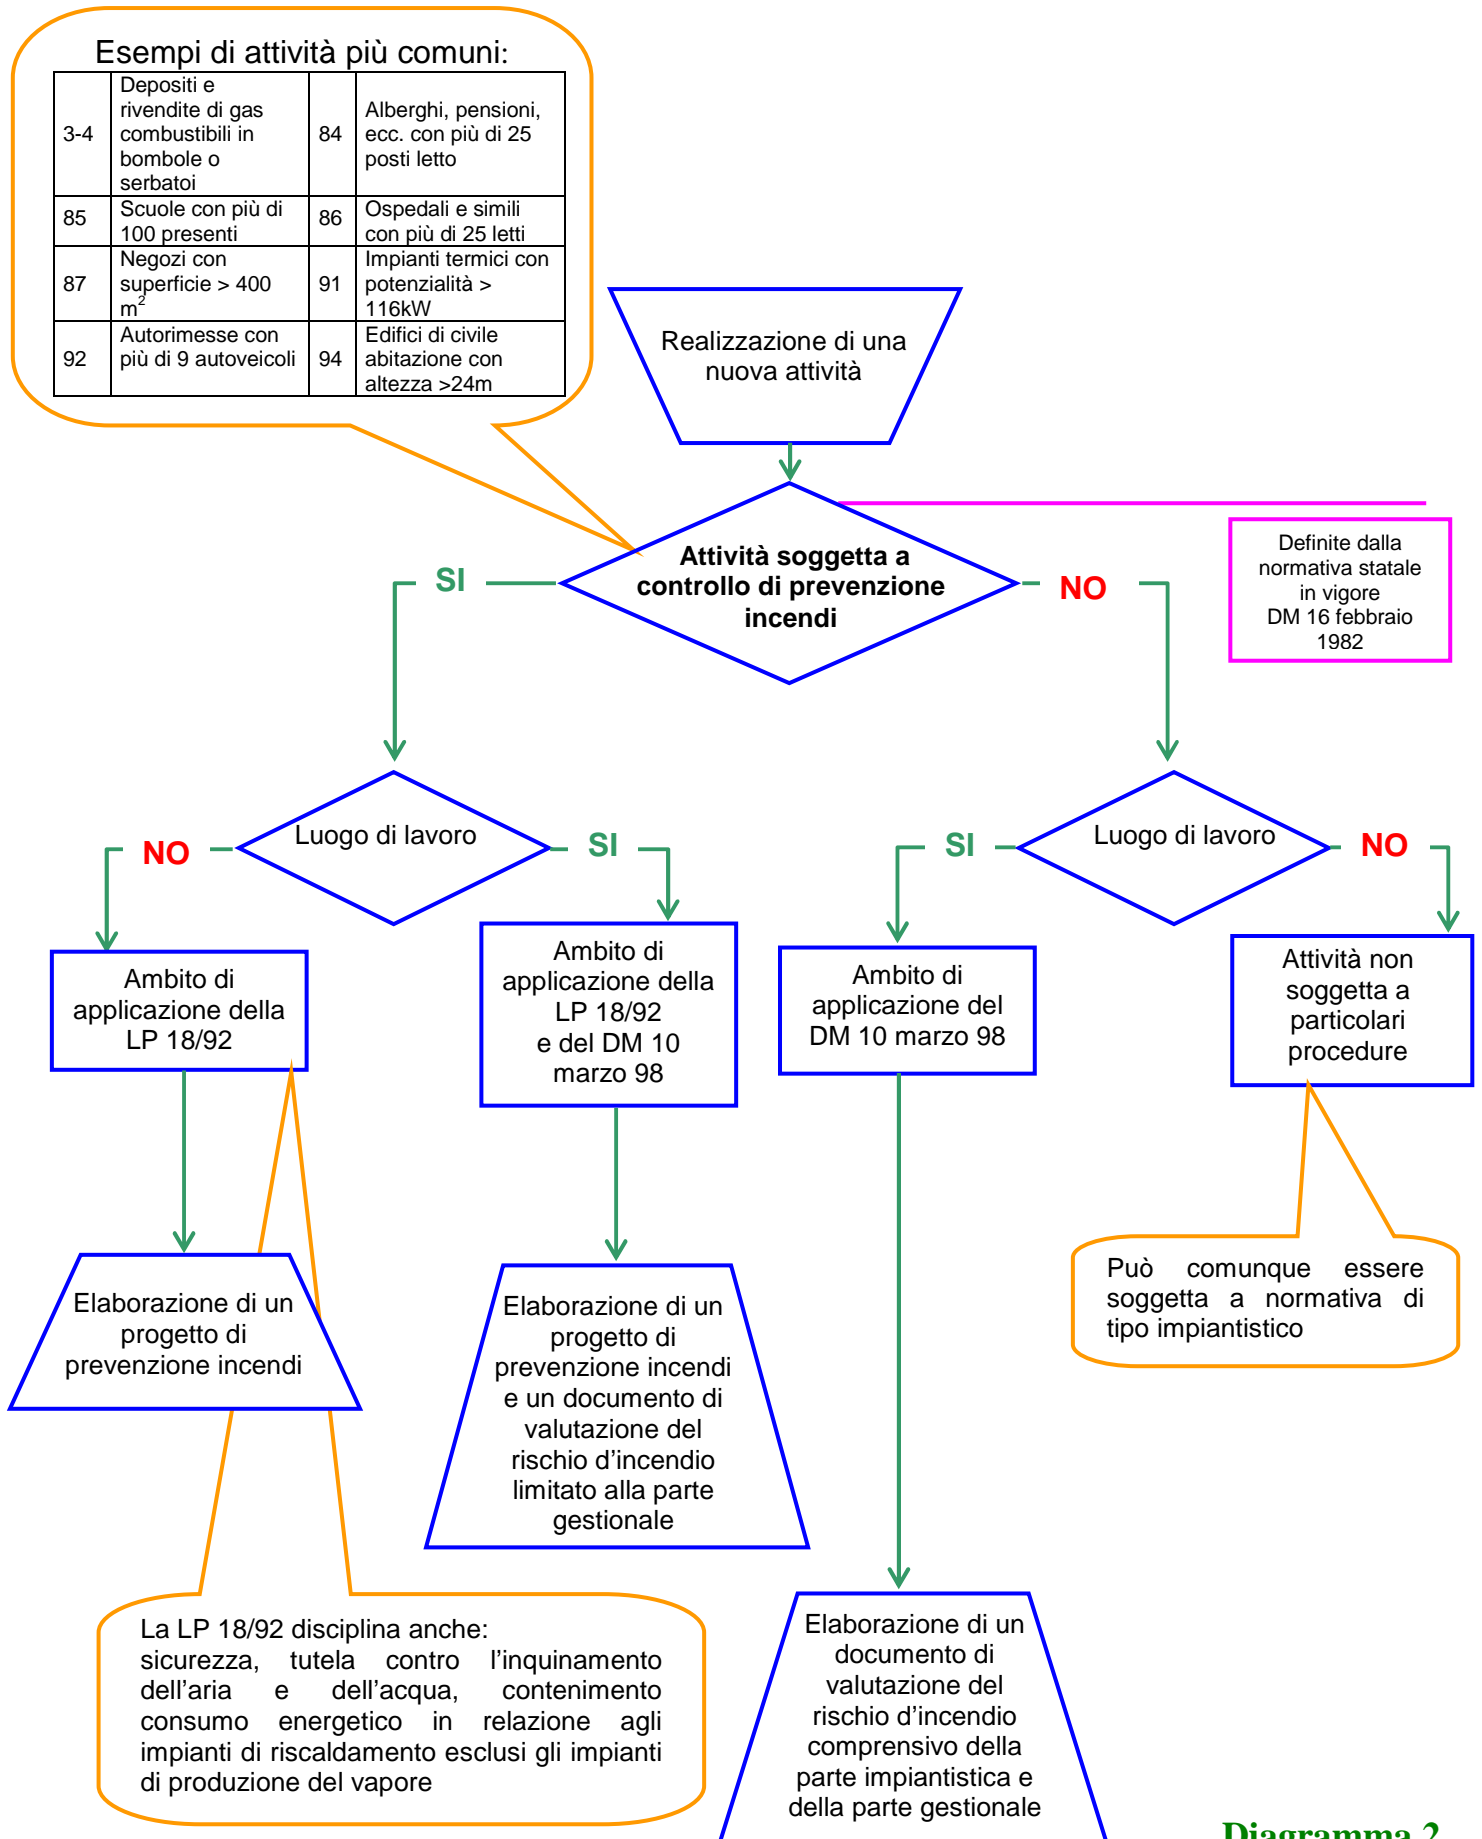 Esempi di attività più comuni:
3-4
Depositi e
rivendite di gas
combustibili in
bombole o
serbatoi
84
Alberghi, pensioni,
ecc. con più di 25
posti letto
85
Scuole con più di
100 presenti
86
Ospedali e simili
con più di 25 letti
87
Negozi con
superficie > 400
m²
91
Impianti termici con
potenzialità >
116kW
92
Autorimesse con
più di 9 autoveicoli
94
Edifici di civile
abitazione con
altezza >24m
Realizzazione di una
nuova attività
Attività soggetta a
controllo di prevenzione
incendi
Definite dalla
normativa statale
in vigore
DM 16 febbraio
1982
SI
NO
Luogo di lavoro
Luogo di lavoro
NO
SI
SI
NO
Ambito di
applicazione della
LP 18/92
Ambito di
applicazione della
LP 18/92
e del DM 10
marzo 98
Ambito di
applicazione del
DM 10 marzo 98
Attività non
soggetta a
particolari
procedure
Elaborazione di un
progetto di
prevenzione incendi
Elaborazione di un
progetto di
prevenzione incendi
e un documento di
valutazione del
rischio d'incendio
limitato alla parte
gestionale
Può comunque essere
soggetta a normativa di
tipo impiantistico
La LP 18/92 disciplina anche:
sicurezza, tutela contro l'inquinamento
dell'aria e dell'acqua, contenimento
consumo energetico in relazione agli
impianti di riscaldamento esclusi gli impianti
di produzione del vapore
Elaborazione di un
documento di
valutazione del
rischio d'incendio
comprensivo della
parte impiantistica e
della parte gestionale
Diagramma 2